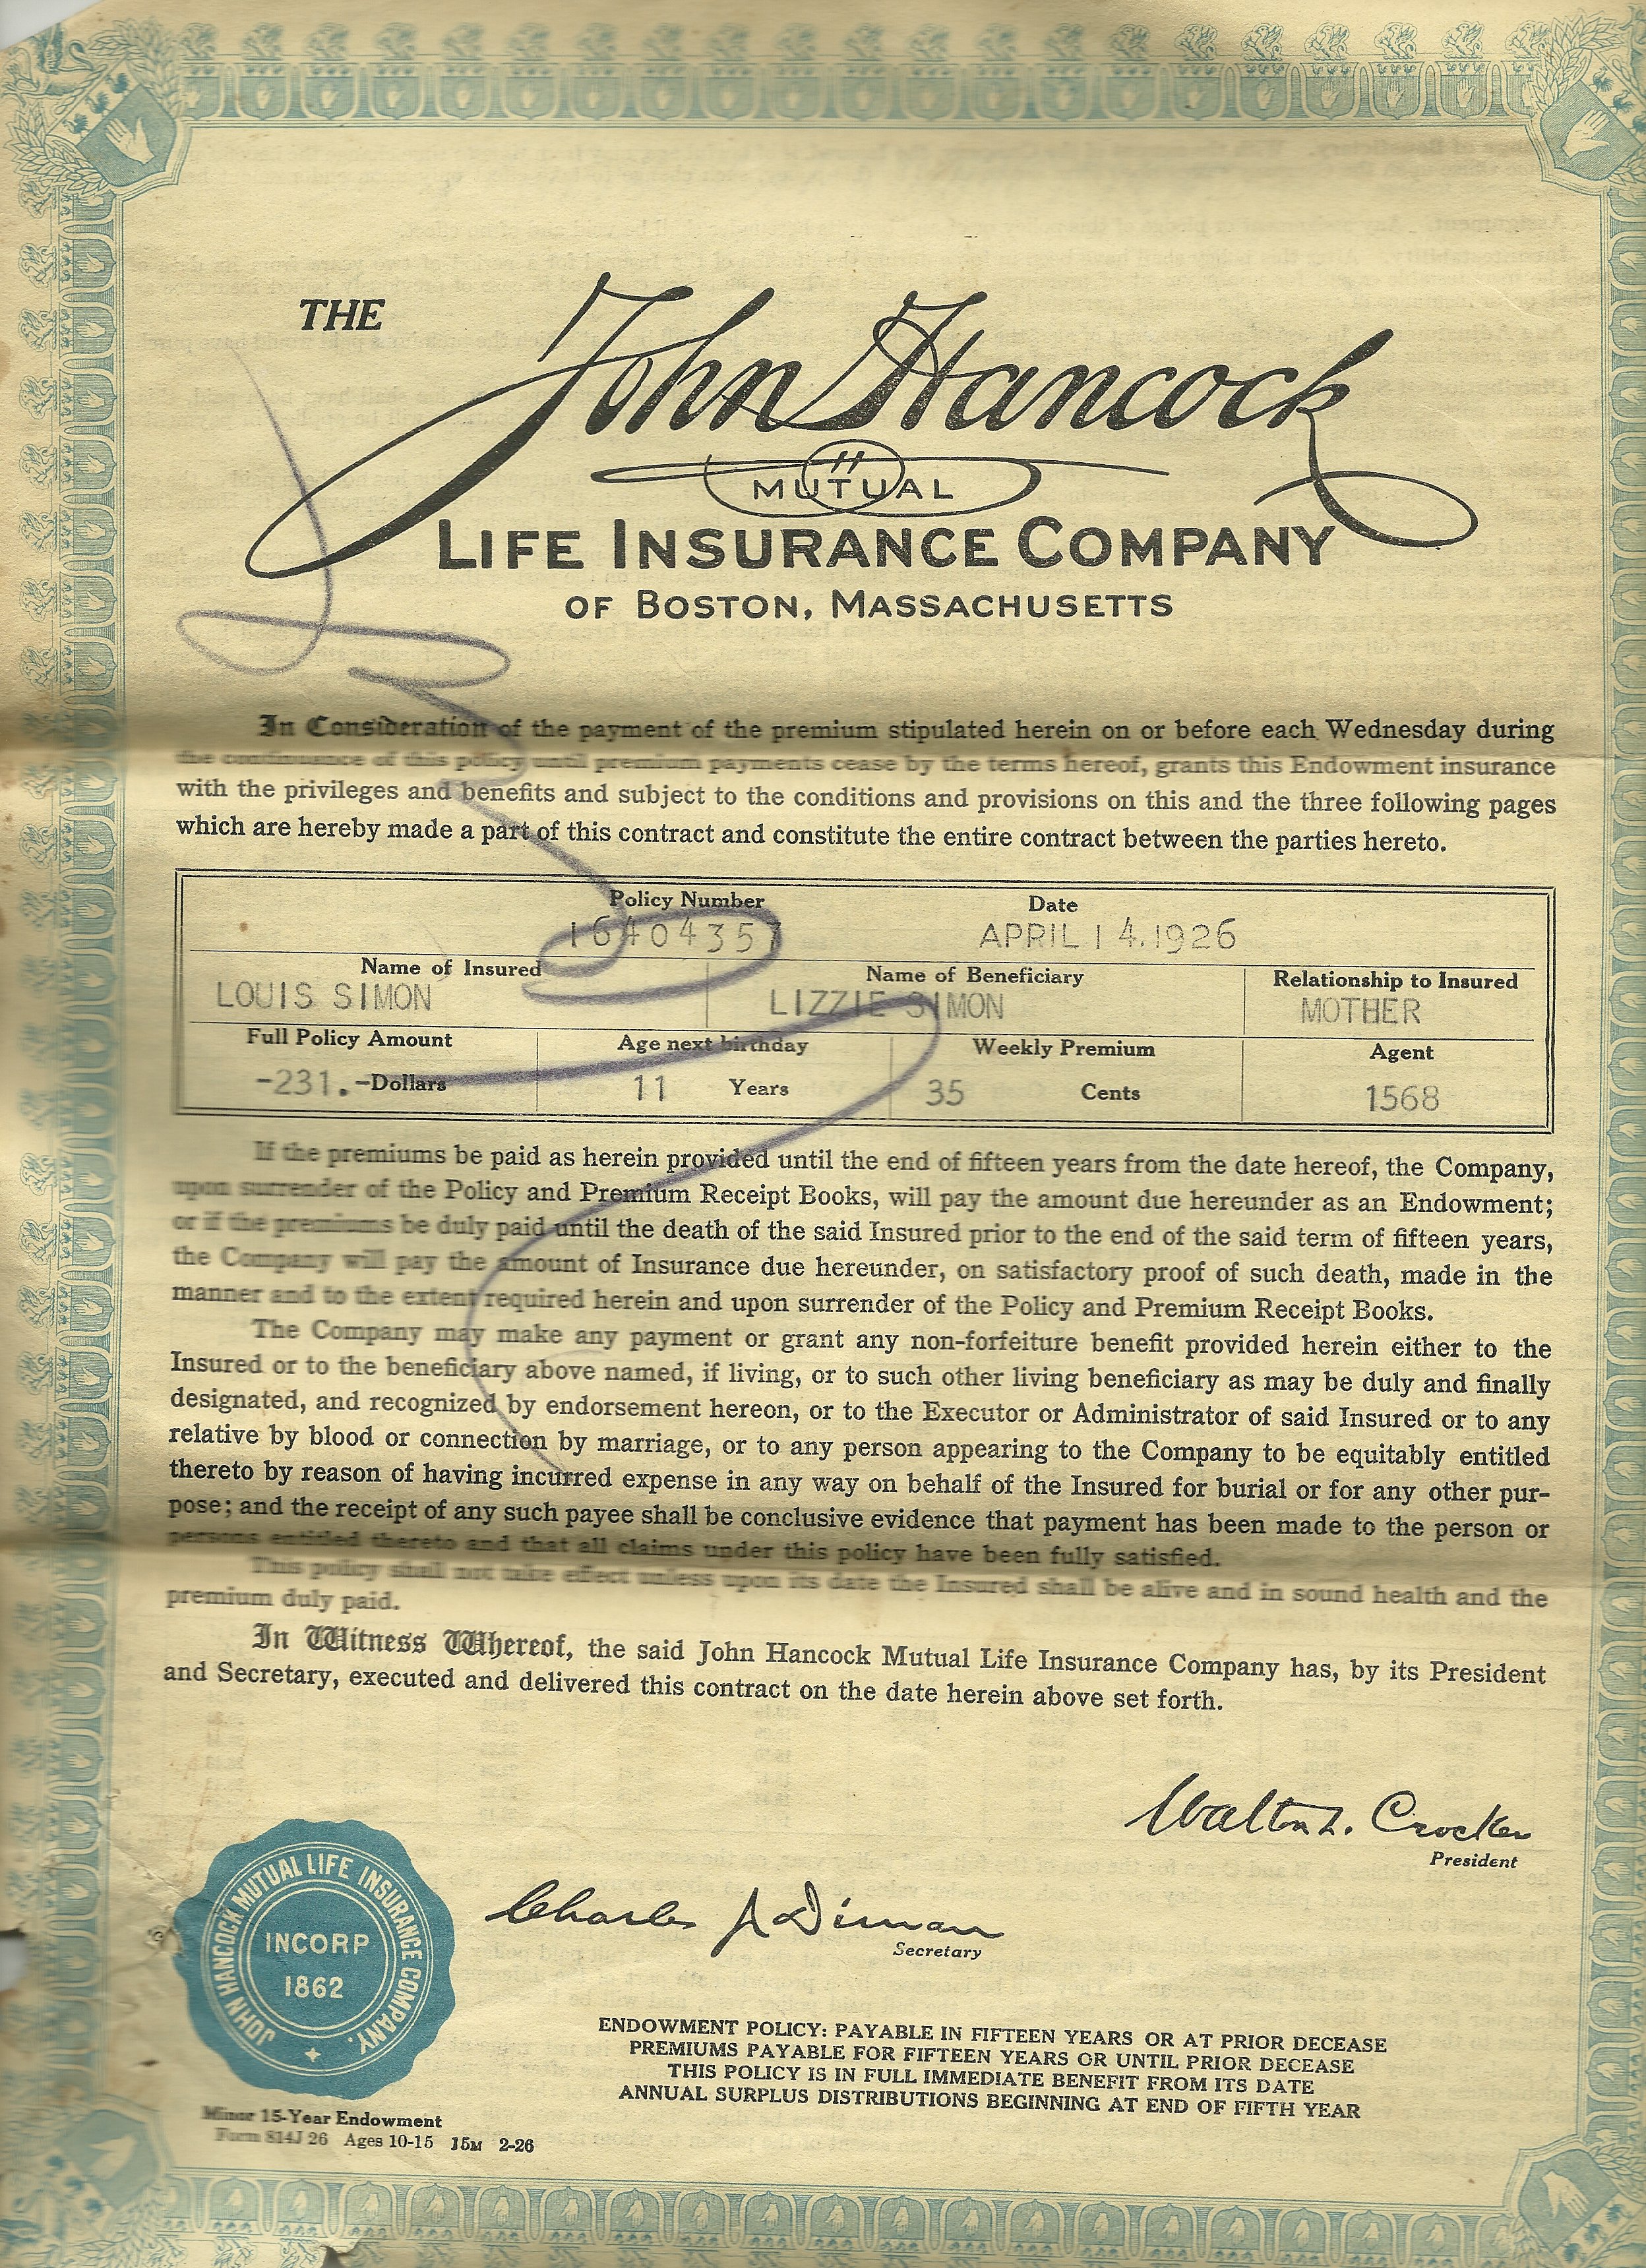 THE
John Hancock
MUTUAL
LIFE INSURANCE COMPANY
OF BOSTON, MASSACHUSETTS
In Consideration of the payment of the premium stipulated herein on or before each Wednesday during
the continuance of this policy until premium payments cease by the terms hereof, grants this Endowment insurance
with the privileges and benefits and subject to the conditions and provisions on this and the three following pages
which are hereby made a part of this contract and constitute the entire contract between the parties hereto.
Policy Number Date
16404357 APRIL 14.1926
Name of Insured Name of Beneficiary Relationship to Insured
LOUIS SIMON LIZZIE SIMON MOTHER
Full Policy Amount Age next birthday Weekly Premium Agent
-231.-Dollars 11 Years 35 Cents 1568
If the premiums be paid as herein provided until the end of fifteen years from the date hereof, the Company,
upon surrender of the Policy and Premium Receipt Books, will pay the amount due hereunder as an Endowment;
or if the premiums be duly paid until the death of the said Insured prior to the end of the said term of fifteen years,
the Company will pay the amount of Insurance due hereunder, on satisfactory proof of such death, made in the
manner and to the extent required herein and upon surrender of the Policy and Premium Receipt Books.
The Company may make any payment or grant any non-forfeiture benefit provided herein either to the
Insured or to the beneficiary above named, if living, or to such other living beneficiary as may be duly and finally
designated, and recognized by endorsement hereon, or to the Executor or Administrator of said Insured or to any
relative by blood or connection by marriage, or to any person appearing to the Company to be equitably entitled
thereto by reason of having incurred expense in any way on behalf of the Insured for burial or for any other pur-
pose; and the receipt of any such payee shall be conclusive evidence that payment has been made to the person or
persons entitled thereto and that all claims under this policy have been fully satisfied.
This policy shall not take effect unless upon its date the Insured shall be alive and in sound health and the
premium duly paid.
In Witness Whereof, the said John Hancock Mutual Life Insurance Company has, by its President
and Secretary, executed and delivered this contract on the date herein above set forth.
Walton L. Crocker
President
Charles J Diman
Secretary
JOHN HANCOCK MUTUAL LIFE INSURANCE COMPANY.
INCORP
1862
ENDOWMENT POLICY: PAYABLE IN FIFTEEN YEARS OR AT PRIOR DECEASE
PREMIUMS PAYABLE FOR FIFTEEN YEARS OR UNTIL PRIOR DECEASE
THIS POLICY IS IN FULL IMMEDIATE BENEFIT FROM ITS DATE
ANNUAL SURPLUS DISTRIBUTIONS BEGINNING AT END OF FIFTH YEAR
Minor 15-Year Endowment
Form 814J 26 Ages 10-15 15M 2-26